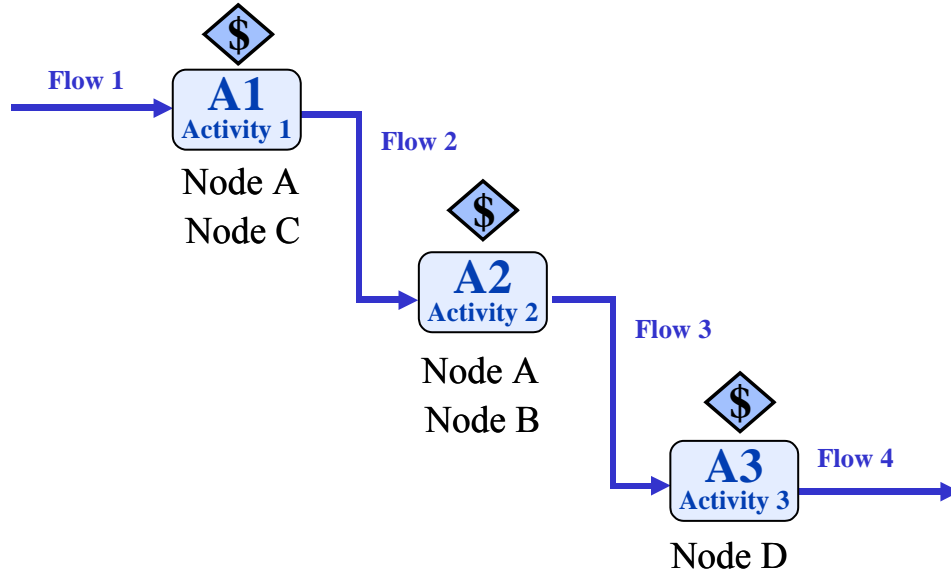 $
Flow 1
A1
Activity 1
Flow 2
Node A
Node C
$
A2
Activity 2
Flow 3
Node A
Node B
$
A3
Activity 3
Flow 4
Node D